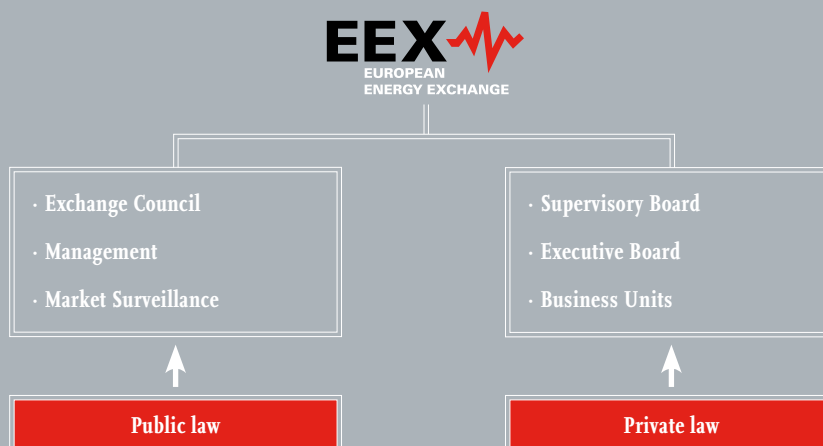 EEX
EUROPEAN
ENERGY EXCHANGE
· Exchange Council
· Management
· Market Surveillance
· Supervisory Board
· Executive Board
· Business Units
Public law
Private law